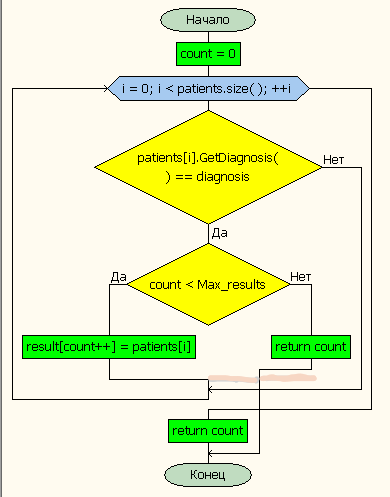 Начало
count = 0
i = 0; i < patients.size( ); ++i
patients[i].GetDiagnosis(
) == diagnosis
Нет
Да
count < Max_results
Да
Нет
result[count++] = patients[i]
return count
return count
Конец